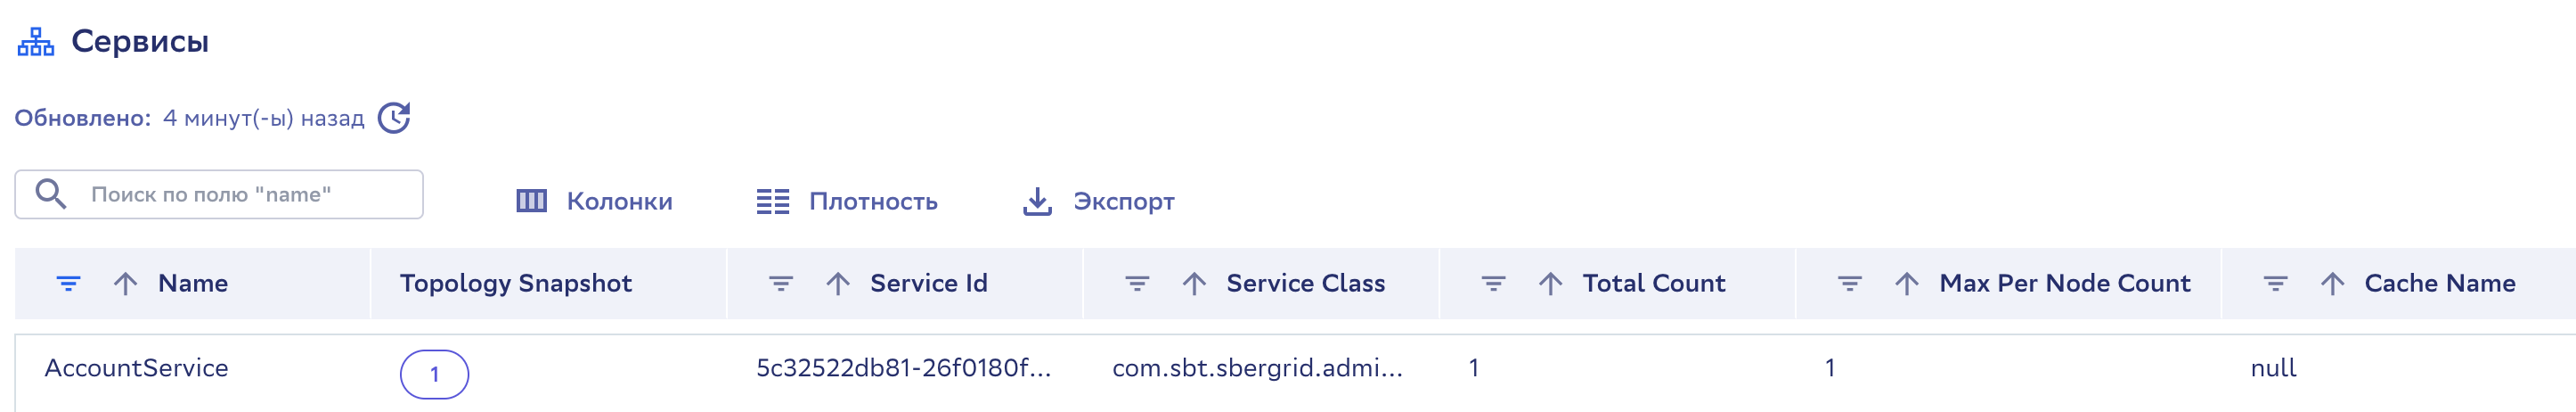 Сервисы
Обновлено: 4 минут(-ы) назад
Поиск по полю "name" Колонки Плотность Экспорт
Name Topology Snapshot Service Id Service Class Total Count Max Per Node Count Cache Name
AccountService 1 5c32522db81-26f0180f... com.sbt.sbergrid.admi... 1 1 null